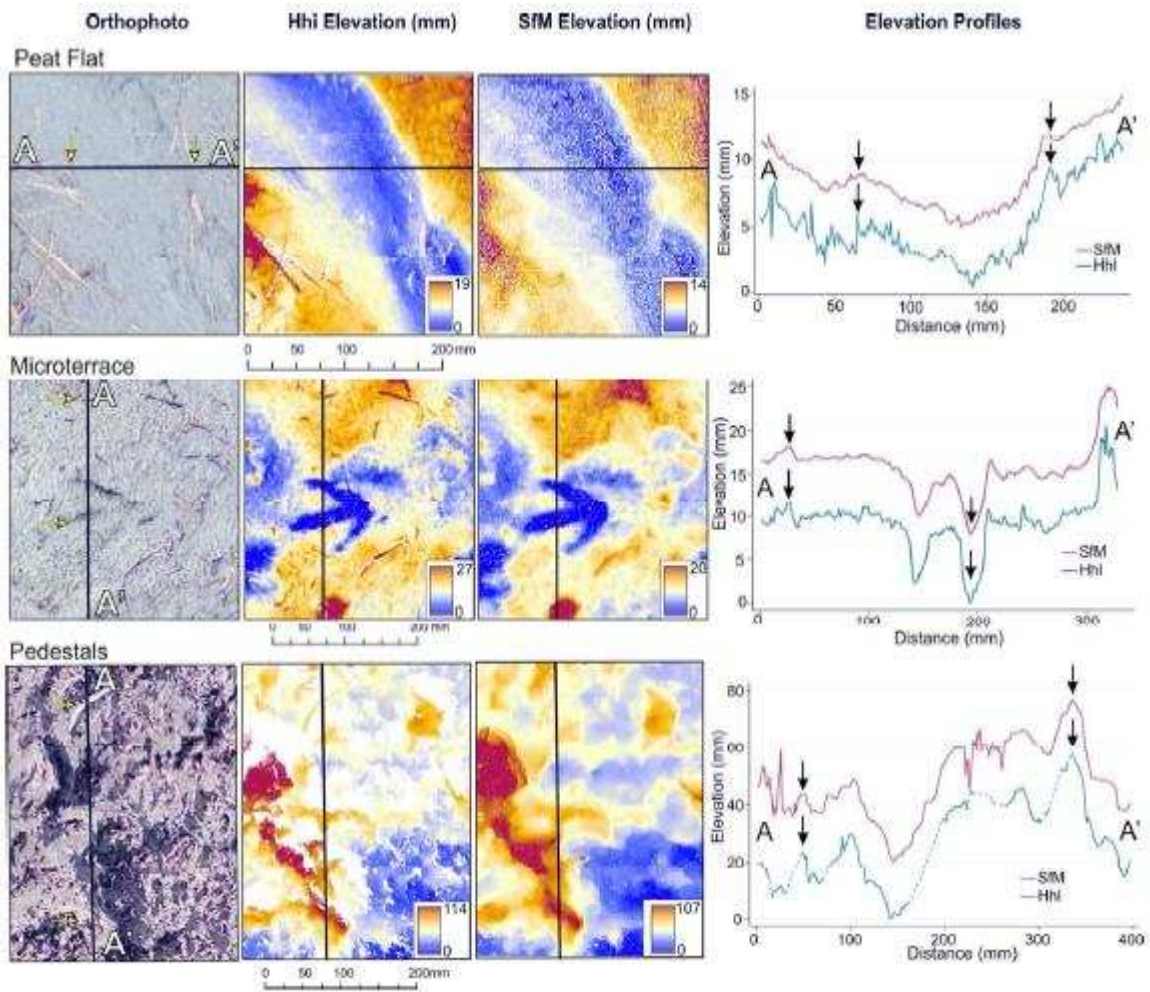 Orthophoto Hhi Elevation (mm) SfM Elevation (mm) Elevation Profiles
Peat Flat
A A'
19
0
14
0
0 50 100 200 mm
15
10
5
0
Elevation (mm)
A A'
SfM
Hhi
0 50 100 140 200
Distance (mm)
Microterrace
A
A'
27
0
20
0
0 50 100 200 mm
25
20
15
10
5
0
Elevation (mm)
A A'
SfM
Hhi
0 100 200 300
Distance (mm)
Pedestals
A
A'
114
0
107
0
0 50 100 200mm
80
60
40
20
0
Elevation (mm)
A A'
SfM
Hhi
0 100 200 300 400
Distance (mm)